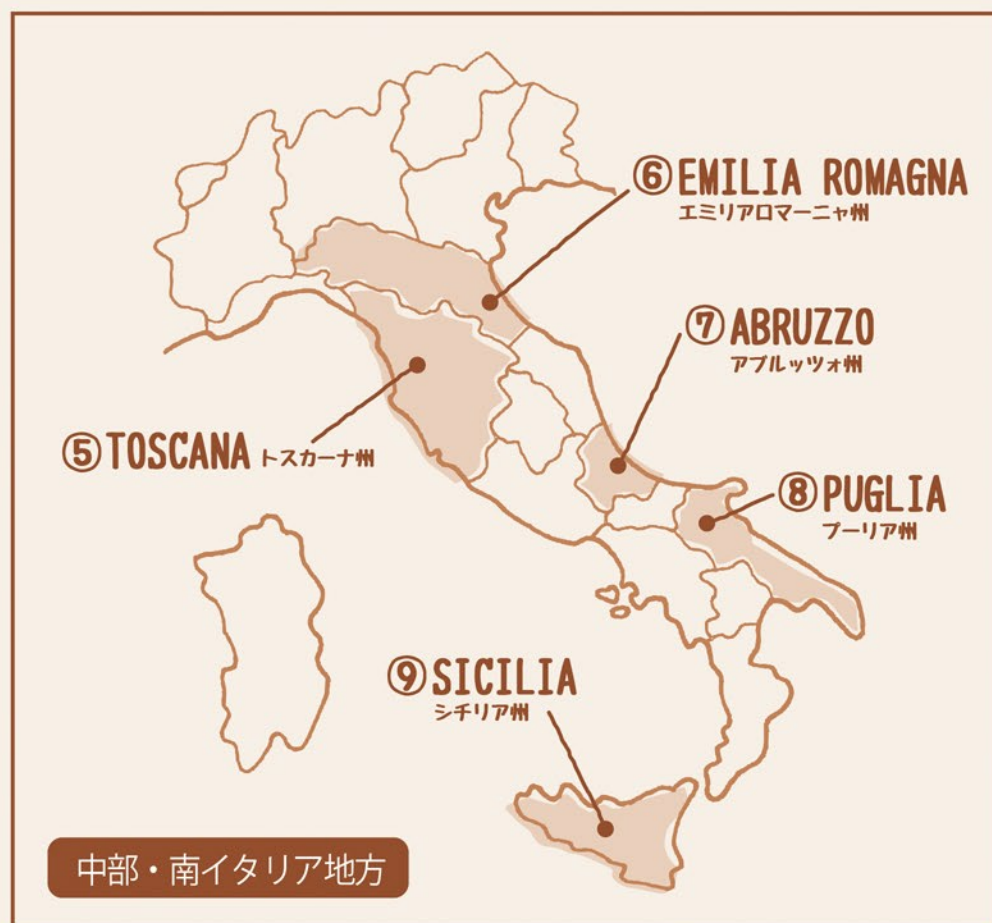 ⑥EMILIA ROMAGNA
エミリアロマーニャ州
⑦ABRUZZO
アブルッツォ州
⑤TOSCANA トスカーナ州
⑧PUGLIA
プーリア州
⑨SICILIA
シチリア州
中部・南イタリア地方